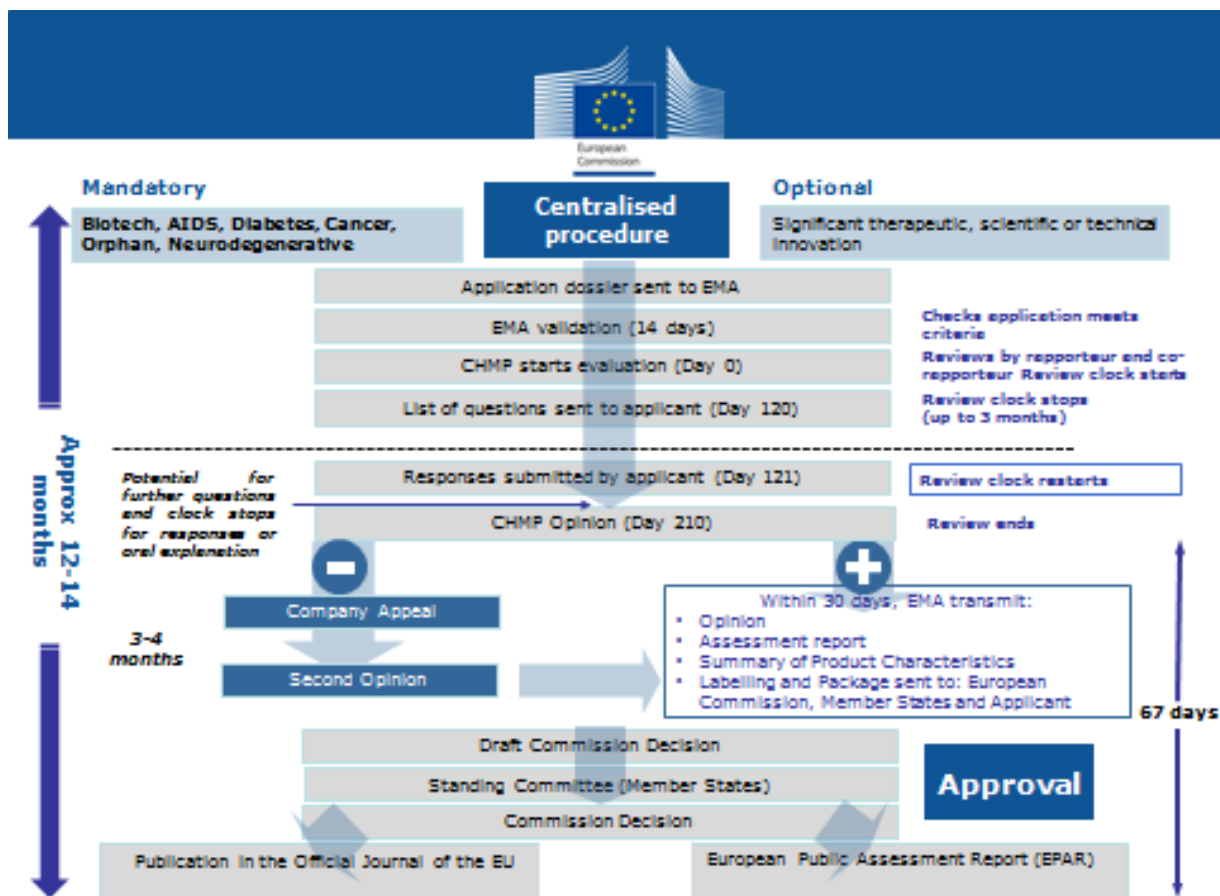 European
Commission
Mandatory
Biotech, AIDS, Diabetes, Cancer,
Orphan, Neurodegenerative
Centralised
procedure
Optional
Significant therapeutic, scientific or technical
innovation
Application dossier sent to EMA
EMA validation (14 days)
Checks application meets
criteria
CHMP starts evaluation (Day 0)
Reviews by rapporteur and co-
rapporteur Review clock starts
List of questions sent to applicant (Day 120)
Review clock stops
(up to 3 months)
Approx 12-14
months
Potential for
further questions
and clock stops
for responses or
oral explanation
Responses submitted by applicant (Day 121)
Review clock restarts
CHMP Opinion (Day 210)
Review ends
-
+
Company Appeal
3-4
months
Second Opinion
Within 30 days, EMA transmit:
• Opinion
• Assessment report
• Summary of Product Characteristics
• Labelling and Package sent to: European
Commission, Member States and Applicant
67 days
Draft Commission Decision
Standing Committee (Member States)
Commission Decision
Approval
Publication in the Official Journal of the EU
European Public Assessment Report (EPAR)